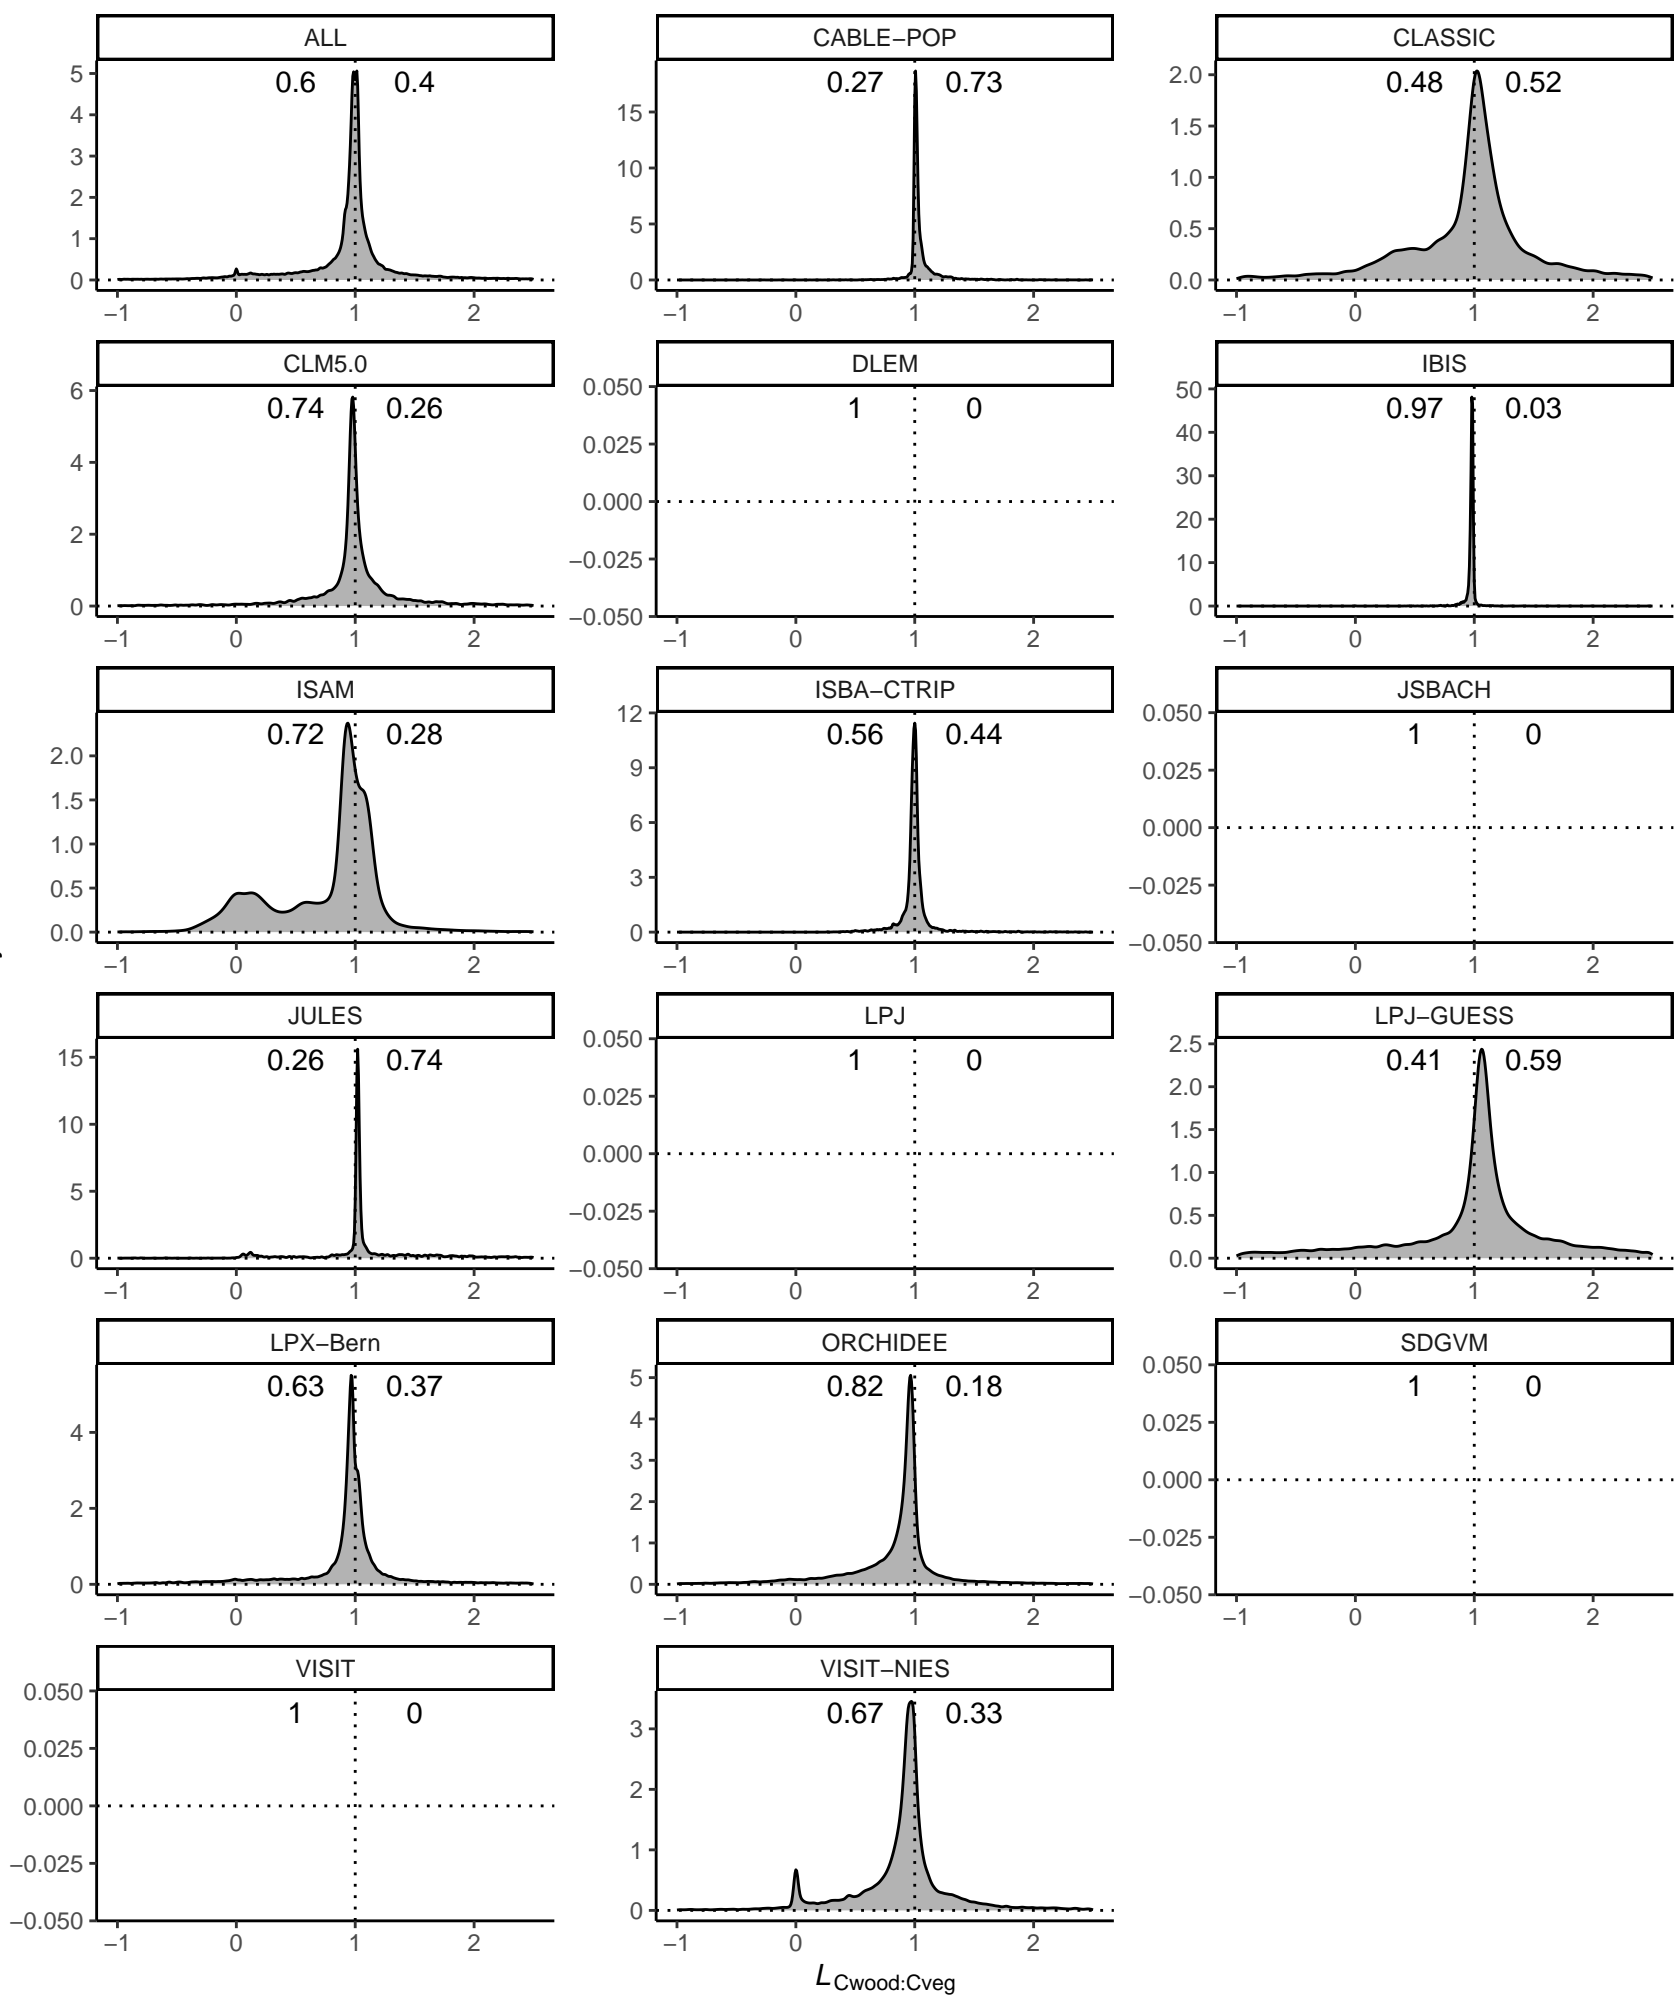 ALL CABLE−POP CLASSIC
0.6 0.4 0.27 0.73 0.48 0.52
5 4 3 2 1 0
15 10 5 0
2.0 1.5 1.0 0.5 0.0
−1 0 1 2 −1 0 1 2 −1 0 1 2
CLM5.0 DLEM IBIS
0.74 0.26 1 0 0.97 0.03
6 4 2 0
0.050 0.025 0.000 −0.025 −0.050
50 40 30 20 10 0
−1 0 1 2 −1 0 1 2 −1 0 1 2
ISAM ISBA−CTRIP JSBACH
0.72 0.28 0.56 0.44 1 0
2.0 1.5 1.0 0.5 0.0
12 9 6 3 0
0.050 0.025 0.000 −0.025 −0.050
−1 0 1 2 −1 0 1 2 −1 0 1 2
JULES LPJ LPJ−GUESS
0.26 0.74 1 0 0.41 0.59
15 10 5 0
0.050 0.025 0.000 −0.025 −0.050
2.5 2.0 1.5 1.0 0.5 0.0
−1 0 1 2 −1 0 1 2 −1 0 1 2
LPX−Bern ORCHIDEE SDGVM
0.63 0.37 0.82 0.18 1 0
4 2 0
5 4 3 2 1 0
0.050 0.025 0.000 −0.025 −0.050
−1 0 1 2 −1 0 1 2 −1 0 1 2
VISIT VISIT−NIES
1 0 0.67 0.33
0.050 0.025 0.000 −0.025 −0.050
3 2 1 0
−1 0 1 2 −1 0 1 2
L Cwood:Cveg